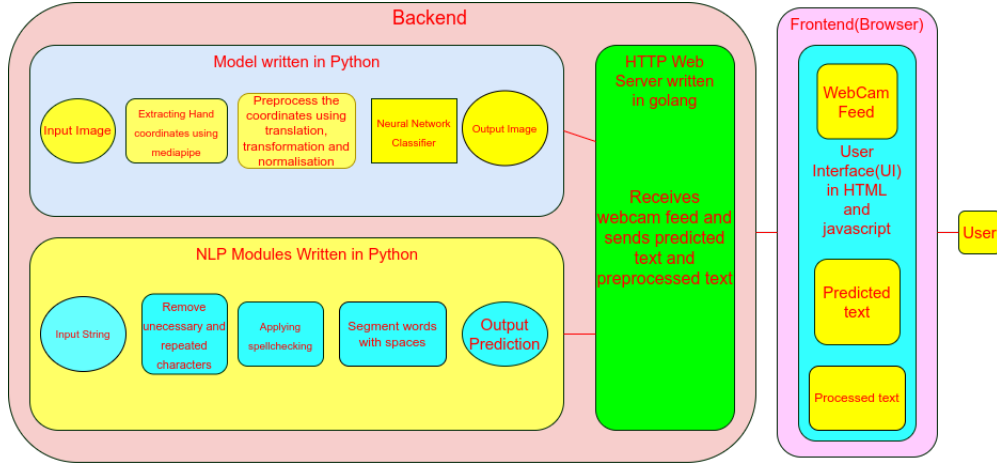 Backend
Model written in Python
Input Image
Extracting Hand
coordinates using
mediapipe
Preprocess the
coordinates using
translation,
transformation and
normalisation
Neural Network
Classifier
Output Image
NLP Modules Written in Python
Input String
Remove
unecessary and
repeated
characters
Applying
spellchecking
Segment words
with spaces
Output
Prediction
HTTP Web
Server written
in golang
Receives
webcam feed and
sends predicted
text and
preprocessed text
Frontend(Browser)
WebCam
Feed
User
Interface(UI)
in HTML
and
javascript
Predicted
text
Processed text
User